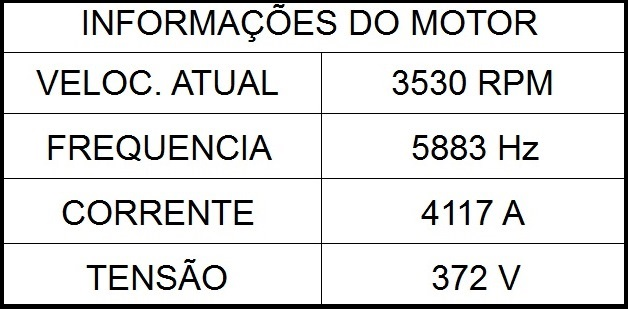 INFORMAÇÕES DO MOTOR
VELOC. ATUAL 3530 RPM
FREQUENCIA 5883 Hz
CORRENTE 4117 A
TENSÃO 372 V